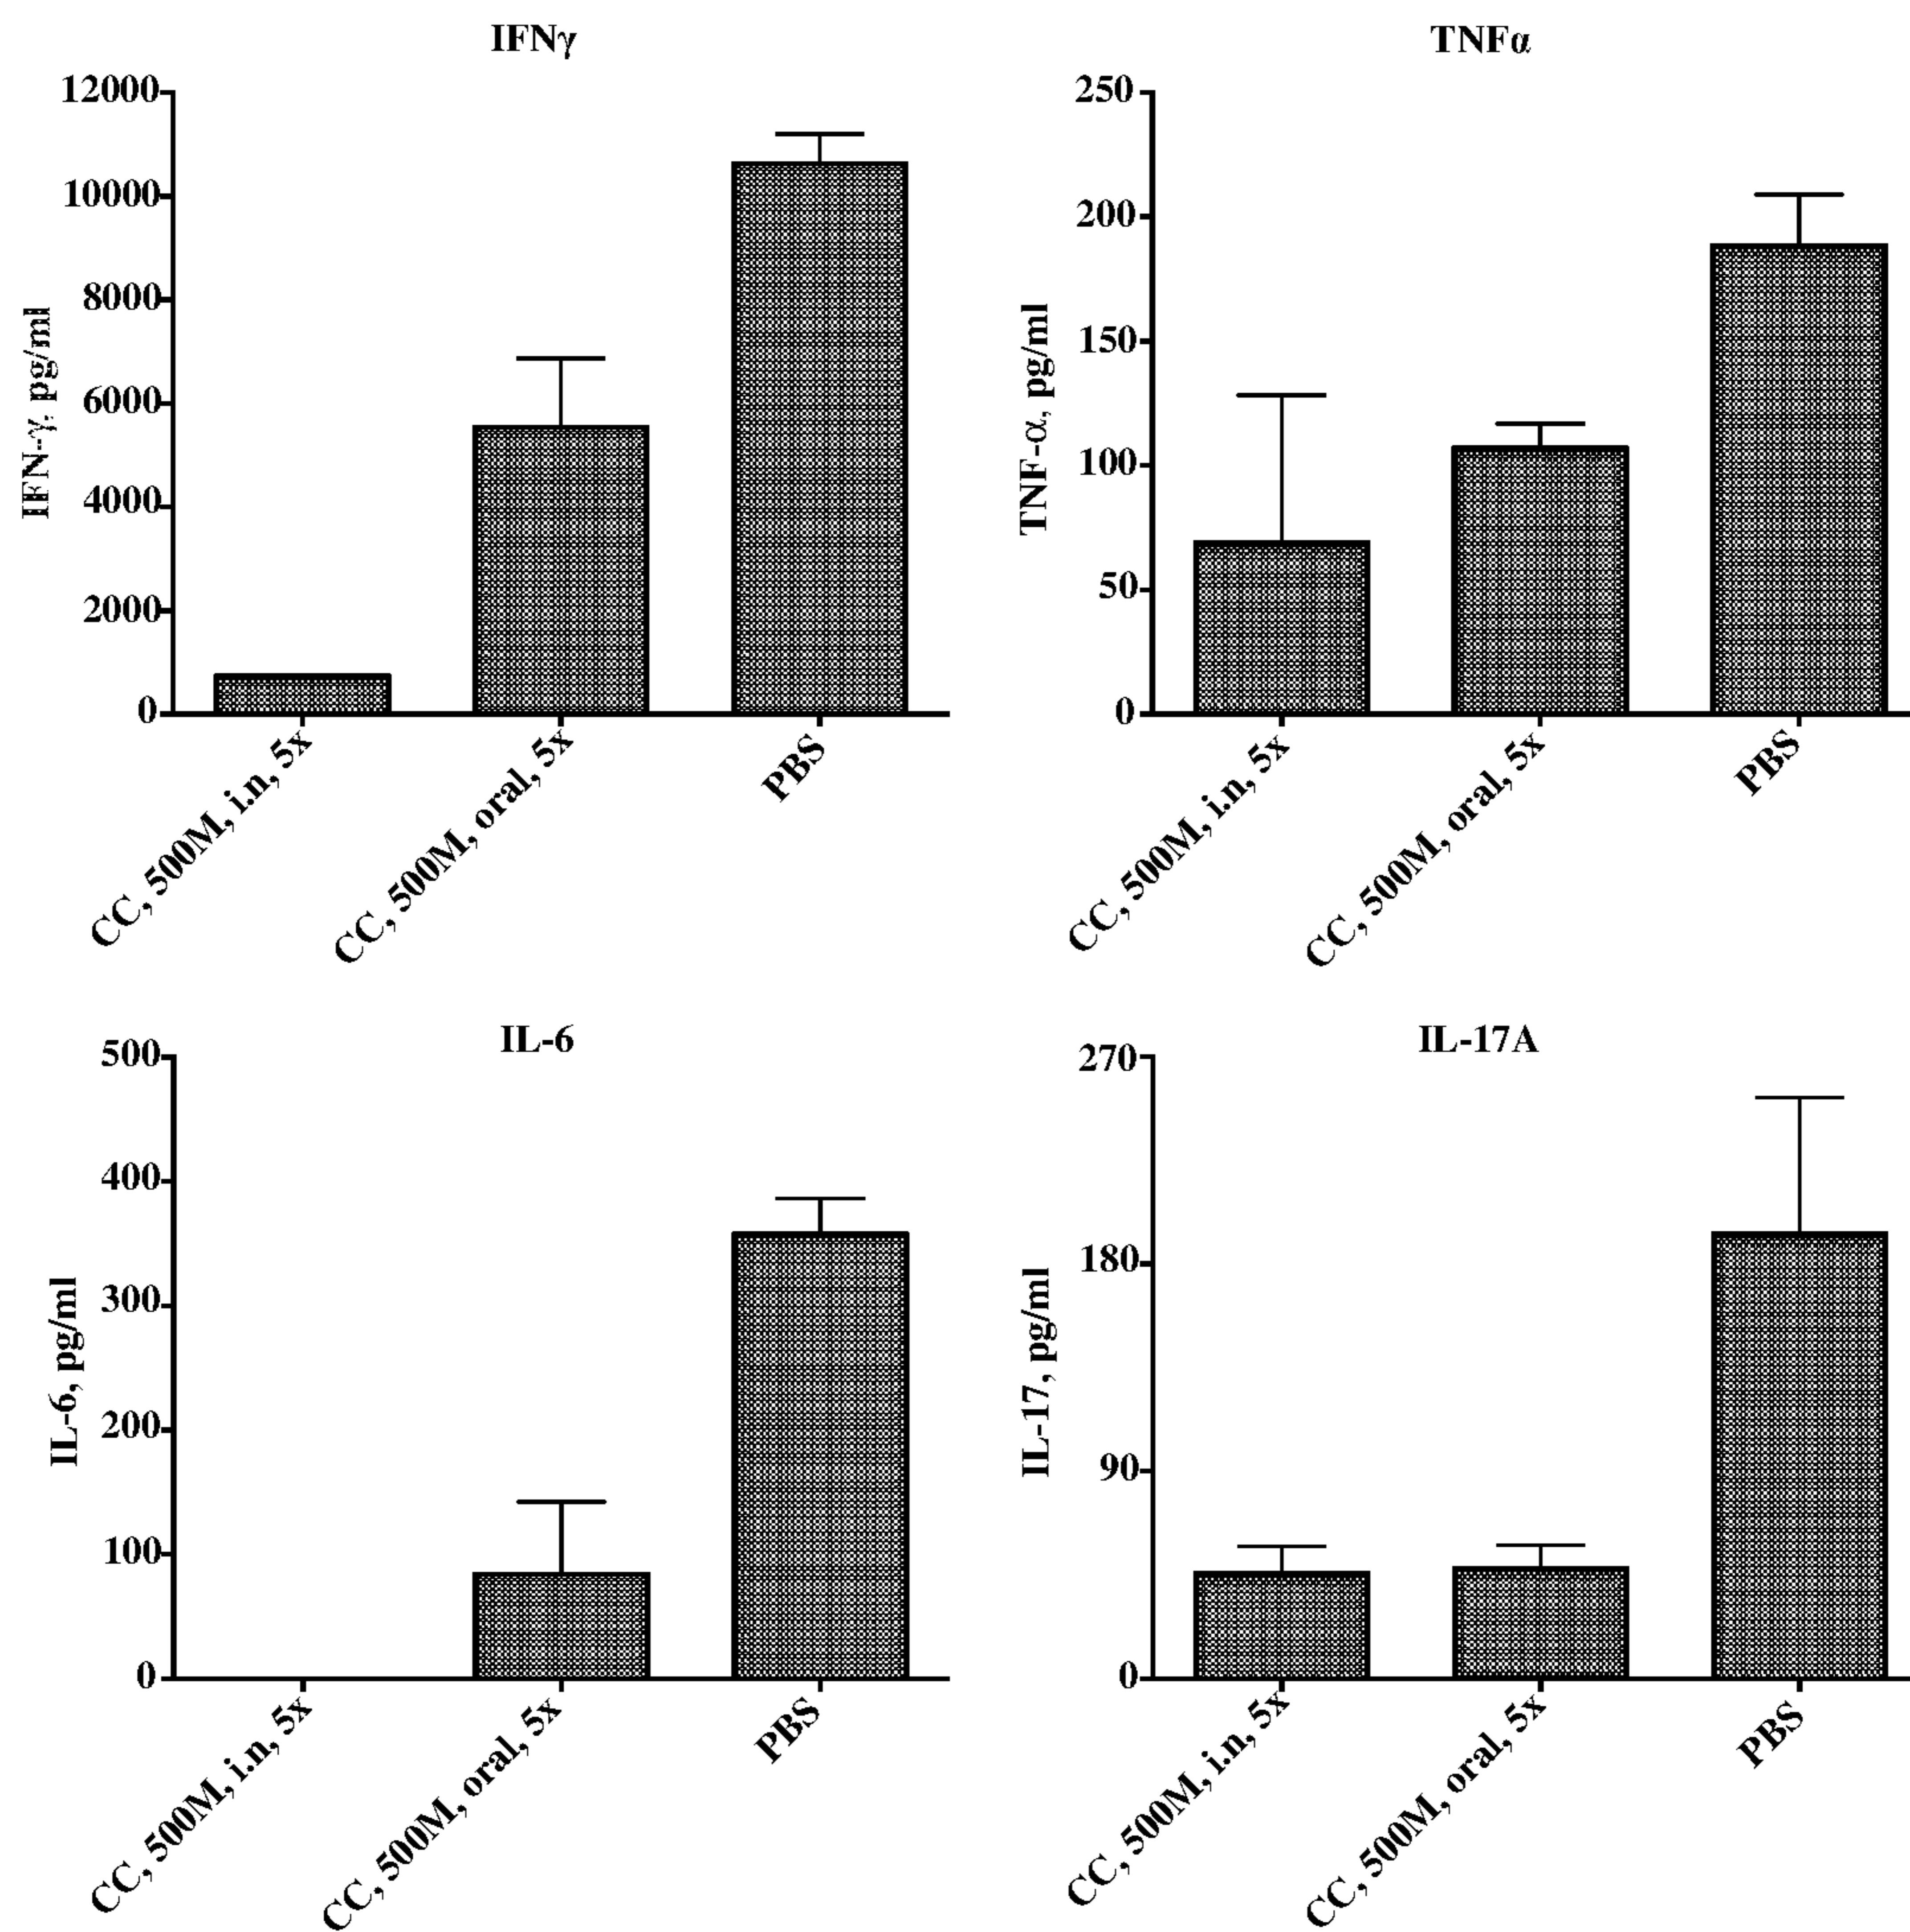 IFNγ
12000
10000
8000
6000
4000
2000
0
IFN-γ, pg/ml
CC, 500M, i.n, 5x
CC, 500M, oral, 5x
PBS
TNFα
250
200
150
100
50
0
TNF-α, pg/ml
CC, 500M, i.n, 5x
CC, 500M, oral, 5x
PBS
IL-6
500
400
300
200
100
0
IL-6, pg/ml
CC, 500M, i.n, 5x
CC, 500M, oral, 5x
PBS
IL-17A
270
180
90
0
IL-17, pg/ml
CC, 500M, i.n, 5x
CC, 500M, oral, 5x
PBS